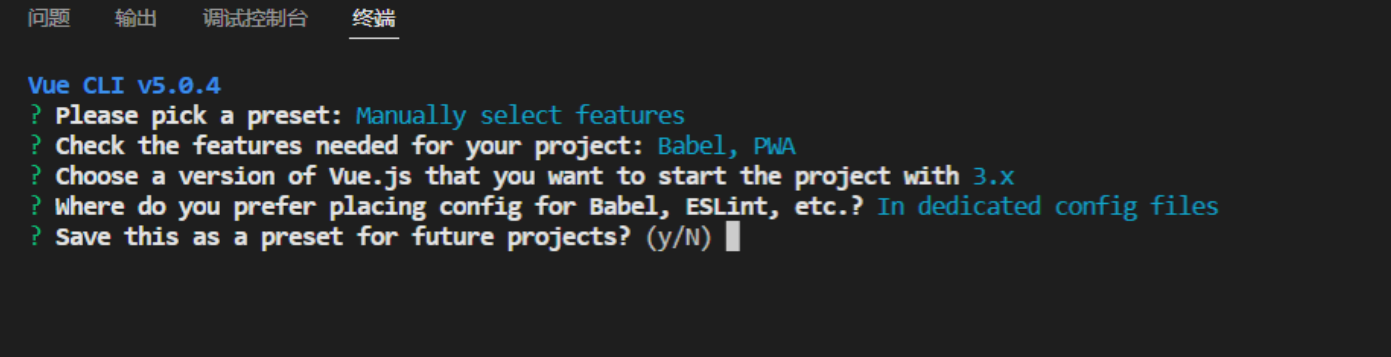 问题 输出 调试控制台 终端
Vue CLI v5.0.4
? Please pick a preset: Manually select features
? Check the features needed for your project: Babel, PWA
? Choose a version of Vue.js that you want to start the project with 3.x
? Where do you prefer placing config for Babel, ESLint, etc.? In dedicated config files
? Save this as a preset for future projects? (y/N)